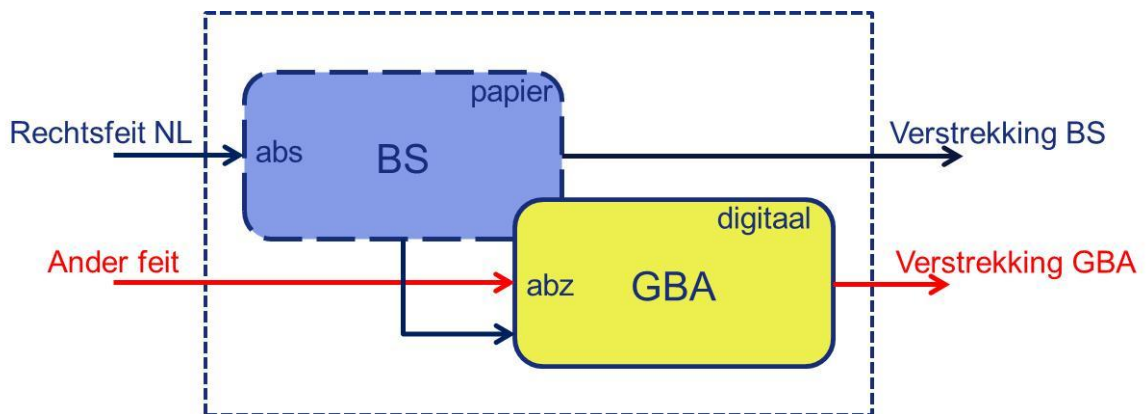 papier
Rechtsfeit NL
abs
BS
Verstrekking BS
digitaal
Ander feit
abz
GBA
Verstrekking GBA